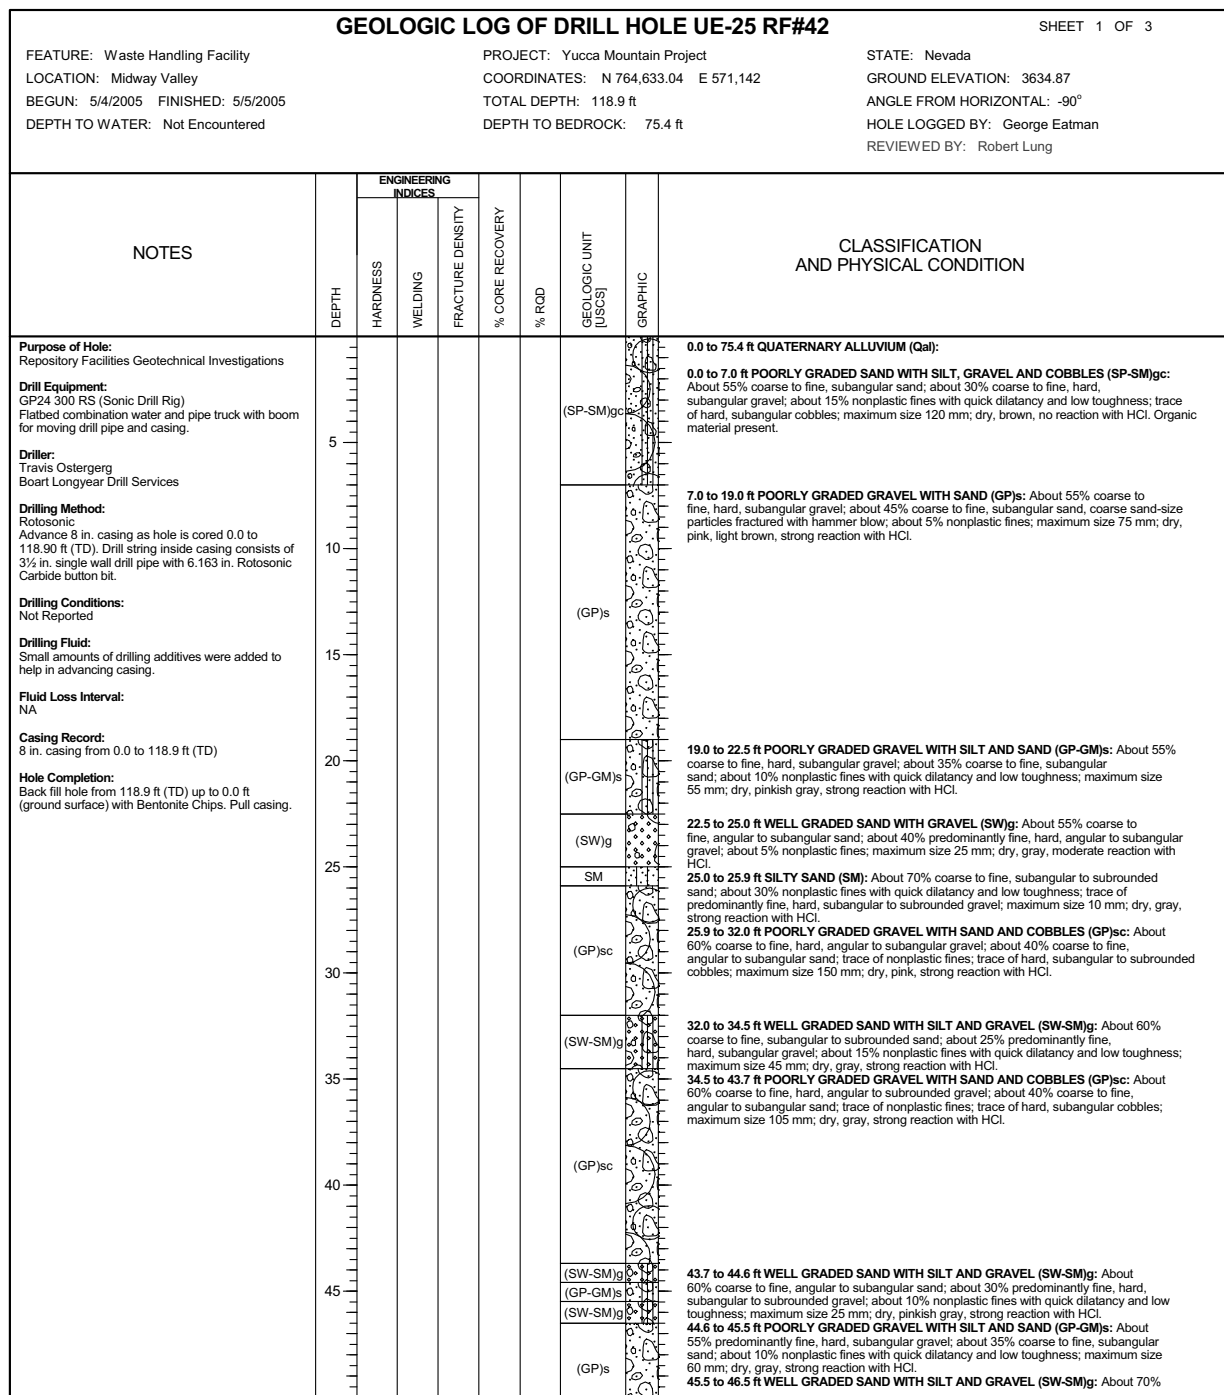 GEOLOGIC LOG OF DRILL HOLE UE-25 RF#42
SHEET 1 OF 3
FEATURE: Waste Handling Facility
PROJECT: Yucca Mountain Project
STATE: Nevada
LOCATION: Midway Valley
COORDINATES: N 764,633.04 E 571,142
GROUND ELEVATION: 3634.87
BEGUN: 5/4/2005 FINISHED: 5/5/2005
TOTAL DEPTH: 118.9 ft
ANGLE FROM HORIZONTAL: -90°
DEPTH TO WATER: Not Encountered
DEPTH TO BEDROCK: 75.4 ft
HOLE LOGGED BY: George Eatman
REVIEWED BY: Robert Lung
NOTES
DEPTH
ENGINEERING
INDICES
HARDNESS
WELDING
FRACTURE DENSITY
% CORE RECOVERY
% RQD
GEOLOGIC UNIT
[USCS]
GRAPHIC
CLASSIFICATION
AND PHYSICAL CONDITION
Purpose of Hole:
Repository Facilities Geotechnical Investigations
Drill Equipment:
GP24 300 RS (Sonic Drill Rig)
Flatbed combination water and pipe truck with boom
for moving drill pipe and casing.
Driller:
Travis Ostergerg
Boart Longyear Drill Services
Drilling Method:
Rotosonic
Advance 8 in. casing as hole is cored 0.0 to
118.90 ft (TD). Drill string inside casing consists of
3½ in. single wall drill pipe with 6.163 in. Rotosonic
Carbide button bit.
Drilling Conditions:
Not Reported
Drilling Fluid:
Small amounts of drilling additives were added to
help in advancing casing.
Fluid Loss Interval:
NA
Casing Record:
8 in. casing from 0.0 to 118.9 ft (TD)
Hole Completion:
Back fill hole from 118.9 ft (TD) up to 0.0 ft
(ground surface) with Bentonite Chips. Pull casing.
5
10
15
20
25
30
35
40
45
(SP-SM)gc
(GP)s
(GP-GM)s
(SW)g
SM
(GP)sc
(SW-SM)g
(GP)sc
(SW-SM)g
(GP-GM)s
(SW-SM)g
(GP)s
0.0 to 75.4 ft QUATERNARY ALLUVIUM (Qal):
0.0 to 7.0 ft POORLY GRADED SAND WITH SILT, GRAVEL AND COBBLES (SP-SM)gc:
About 55% coarse to fine, subangular sand; about 30% coarse to fine, hard,
subangular gravel; about 15% nonplastic fines with quick dilatancy and low toughness; trace
of hard, subangular cobbles; maximum size 120 mm; dry, brown, no reaction with HCl. Organic
material present.
7.0 to 19.0 ft POORLY GRADED GRAVEL WITH SAND (GP)s: About 55% coarse to
fine, hard, subangular gravel; about 45% coarse to fine, subangular sand, coarse sand-size
particles fractured with hammer blow; about 5% nonplastic fines; maximum size 75 mm; dry,
pink, light brown, strong reaction with HCl.
19.0 to 22.5 ft POORLY GRADED GRAVEL WITH SILT AND SAND (GP-GM)s: About 55%
coarse to fine, hard, subangular gravel; about 35% coarse to fine, subangular
sand; about 10% nonplastic fines with quick dilatancy and low toughness; maximum size
55 mm; dry, pinkish gray, strong reaction with HCl.
22.5 to 25.0 ft WELL GRADED SAND WITH GRAVEL (SW)g: About 55% coarse to
fine, angular to subangular sand; about 40% predominantly fine, hard, angular to subangular
gravel; about 5% nonplastic fines; maximum size 25 mm; dry, gray, moderate reaction with
HCl.
25.0 to 25.9 ft SILTY SAND (SM): About 70% coarse to fine, subangular to subrounded
sand; about 30% nonplastic fines with quick dilatancy and low toughness; trace of
predominantly fine, hard, subangular to subrounded gravel; maximum size 10 mm; dry, gray,
strong reaction with HCl.
25.9 to 32.0 ft POORLY GRADED GRAVEL WITH SAND AND COBBLES (GP)sc: About
60% coarse to fine, hard, angular to subangular gravel; about 40% coarse to fine,
angular to subangular sand; trace of nonplastic fines; trace of hard, subangular to subrounded
cobbles; maximum size 150 mm; dry, pink, strong reaction with HCl.
32.0 to 34.5 ft WELL GRADED SAND WITH SILT AND GRAVEL (SW-SM)g: About 60%
coarse to fine, subangular to subrounded sand; about 25% predominantly fine,
hard, subangular gravel; about 15% nonplastic fines with quick dilatancy and low toughness;
maximum size 45 mm; dry, gray, strong reaction with HCl.
34.5 to 43.7 ft POORLY GRADED GRAVEL WITH SAND AND COBBLES (GP)sc: About
60% coarse to fine, hard, angular to subrounded gravel; about 40% coarse to fine,
angular to subangular sand; trace of nonplastic fines; trace of hard, subangular cobbles;
maximum size 105 mm; dry, gray, strong reaction with HCl.
43.7 to 44.6 ft WELL GRADED SAND WITH SILT AND GRAVEL (SW-SM)g: About
60% coarse to fine, angular to subangular sand; about 30% predominantly fine, hard,
subangular to subrounded gravel; about 10% nonplastic fines with quick dilatancy and low
toughness; maximum size 25 mm; dry, pinkish gray, strong reaction with HCl.
44.6 to 45.5 ft POORLY GRADED GRAVEL WITH SILT AND SAND (GP-GM)s: About
55% predominantly fine, hard, subangular gravel; about 35% coarse to fine, subangular
sand; about 10% nonplastic fines with quick dilatancy and low toughness; maximum size
60 mm; dry, gray, strong reaction with HCl.
45.5 to 46.5 ft WELL GRADED SAND WITH SILT AND GRAVEL (SW-SM)g: About 70%